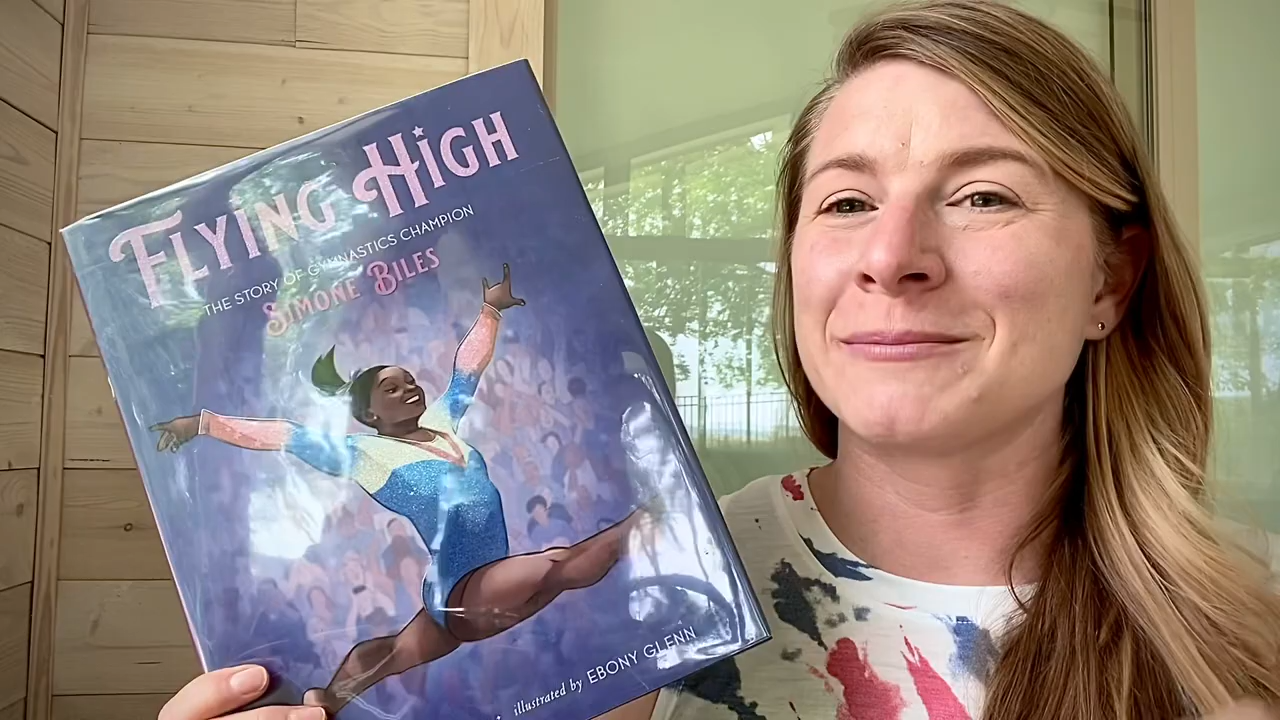 FLYING HIGH
THE STORY OF GYMNASTICS CHAMPION
SIMONE BILES
illustrated by EBONY GLENN